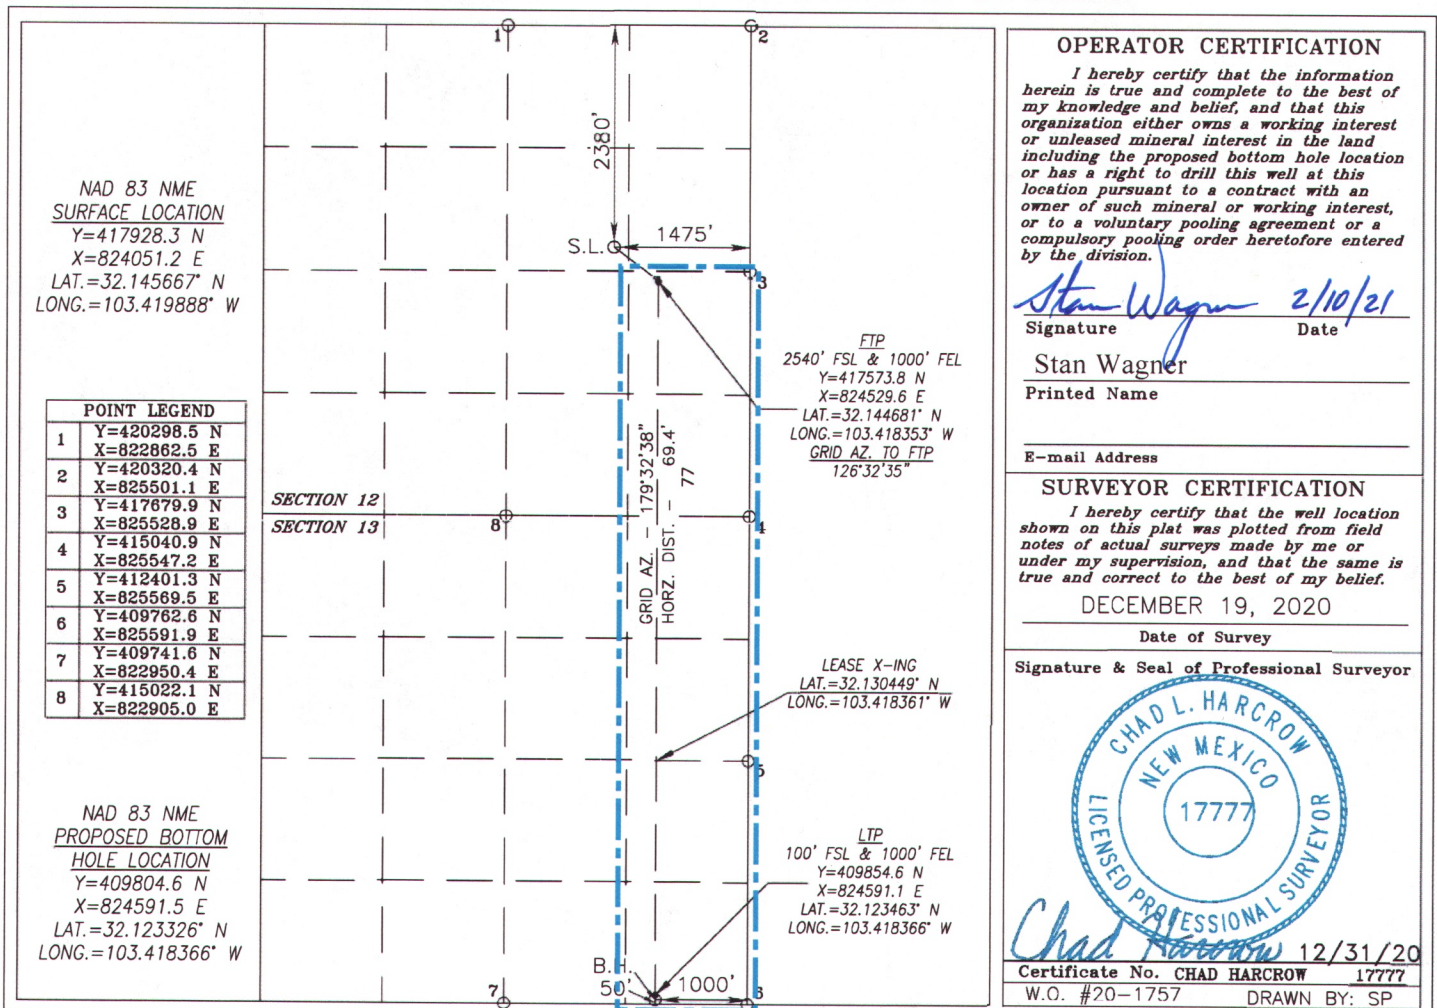 NAD 83 NME
SURFACE LOCATION
Y=417928.3 N
X=824051.2 E
LAT.=32.145667° N
LONG.=103.419888° W
POINT LEGEND
1 Y=420298.5 N
X=822862.5 E
2 Y=420320.4 N
X=825501.1 E
3 Y=417679.9 N
X=825528.9 E
4 Y=415040.9 N
X=825547.2 E
5 Y=412401.3 N
X=825569.5 E
6 Y=409762.6 N
X=825591.9 E
7 Y=409741.6 N
X=822950.4 E
8 Y=415022.1 N
X=822905.0 E
NAD 83 NME
PROPOSED BOTTOM
HOLE LOCATION
Y=409804.6 N
X=824591.5 E
LAT.=32.123326° N
LONG.=103.418366° W
1
2
2380'
S.L.
1475'
3
FTP
2540' FSL & 1000' FEL
Y=417573.8 N
X=824529.6 E
LAT.=32.144681° N
LONG.=103.418353° W
GRID AZ. TO FTP
126°32'35"
GRID AZ. - 179°32'38"
HORZ. DIST. - 7769.4'
SECTION 12
SECTION 13
8
4
LEASE X-ING
LAT.=32.130449° N
LONG.=103.418361° W
5
LTP
100' FSL & 1000' FEL
Y=409854.6 N
X=824591.1 E
LAT.=32.123463° N
LONG.=103.418366° W
B.H.
50'
1000'
7
6
OPERATOR CERTIFICATION
I hereby certify that the information
herein is true and complete to the best of
my knowledge and belief, and that this
organization either owns a working interest
or unleased mineral interest in the land
including the proposed bottom hole location
or has a right to drill this well at this
location pursuant to a contract with an
owner of such mineral or working interest,
or to a voluntary pooling agreement or a
compulsory pooling order heretofore entered
by the division.
Stan Wagner 2/10/21
Signature Date
Stan Wagner
Printed Name
E-mail Address
SURVEYOR CERTIFICATION
I hereby certify that the well location
shown on this plat was plotted from field
notes of actual surveys made by me or
under my supervision, and that the same is
true and correct to the best of my belief.
DECEMBER 19, 2020
Date of Survey
Signature & Seal of Professional Surveyor
CHAD L. HARCROW
NEW MEXICO
17777
LICENSED PROFESSIONAL SURVEYOR
Chad Harcrow 12/31/20
Certificate No. CHAD HARCROW 17777
W.O. #20-1757 DRAWN BY: SP